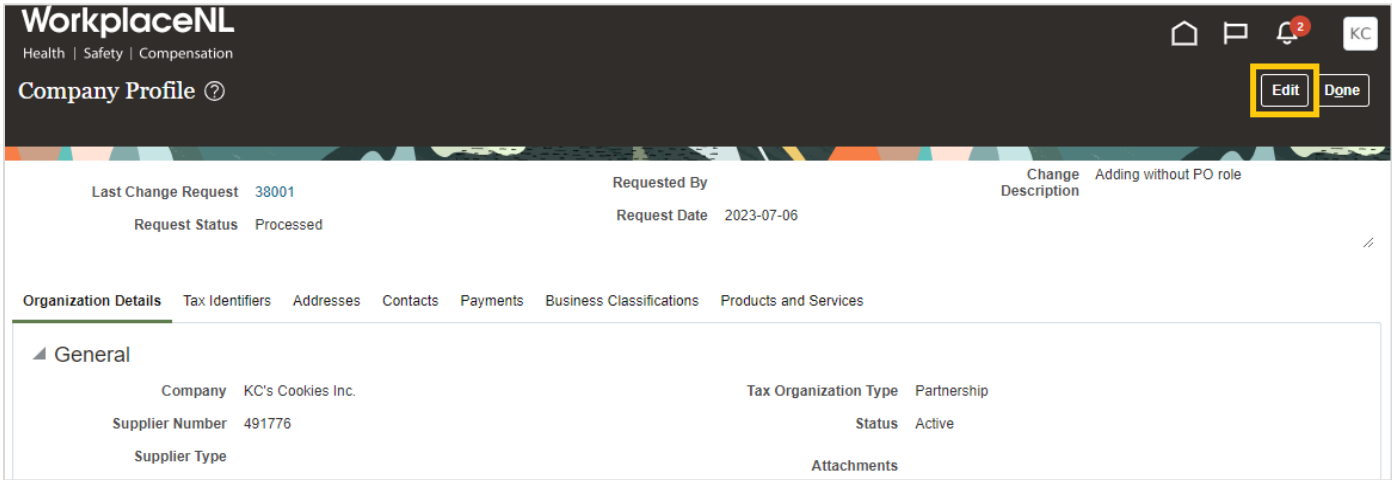 WorkplaceNL
Health | Safety | Compensation
2
KC
Company Profile ?
Edit
Done
Last Change Request 38001
Request Status Processed
Requested By
Request Date 2023-07-06
Change Description Adding without PO role
Organization Details Tax Identifiers Addresses Contacts Payments Business Classifications Products and Services
General
Company KC's Cookies Inc.
Supplier Number 491776
Supplier Type
Tax Organization Type Partnership
Status Active
Attachments